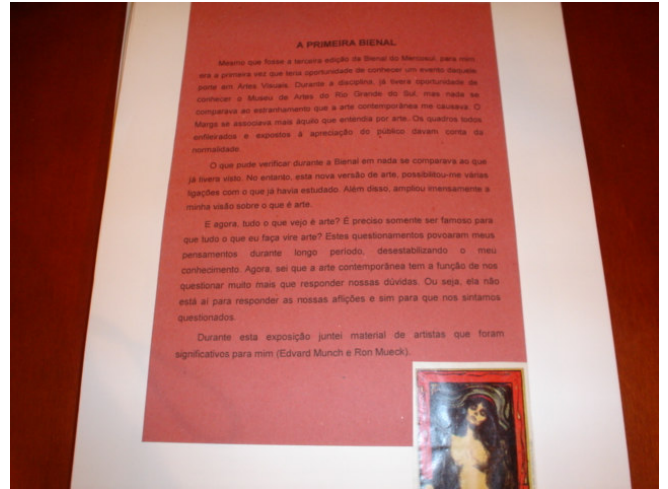 A PRIMEIRA BIENAL
Mesmo que fosse a terceira edição da Bienal do Mercosul, para mim,
era a primeira vez que teria oportunidade de conhecer um evento daquele
porte em Artes Visuais. Durante a disciplina, já tivera oportunidade de
conhecer o Museu de Artes do Rio Grande do Sul, mas nada se
comparava ao estranhamento que a arte contemporânea me causava. O
Margs se associava mais àquilo que entendia por arte. Os quadros todos
enfileirados e expostos à apreciação do público davam conta da
normalidade.
O que pude verificar durante a Bienal em nada se comparava ao que
já tivera visto. No entanto, esta nova versão de arte, possibilitou-me várias
ligações com o que já havia estudado. Além disso, ampliou imensamente a
minha visão sobre o que é arte.
E agora, tudo o que vejo é arte? É preciso somente ser famoso para
que tudo o que eu faça vire arte? Estes questionamentos povoaram meus
pensamentos durante longo período, desestabilizando o meu
conhecimento. Agora, sei que a arte contemporânea tem a função de nos
questionar muito mais que responder nossas dúvidas. Ou seja, ela não
está aí para responder as nossas aflições e sim para que nos sintamos
questionados.
Durante esta exposição juntei material de artistas que foram
significativos para mim (Edvard Munch e Ron Mueck).